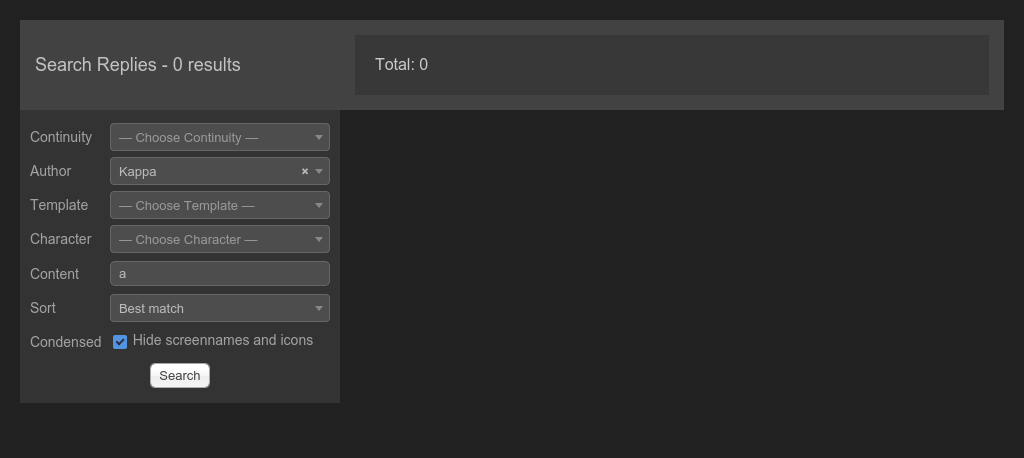 Search Replies - 0 results
Total: 0
Continuity — Choose Continuity —
Author Kappa ×
Template — Choose Template —
Character — Choose Character —
Content a
Sort Best match
Condensed Hide screennames and icons
Search